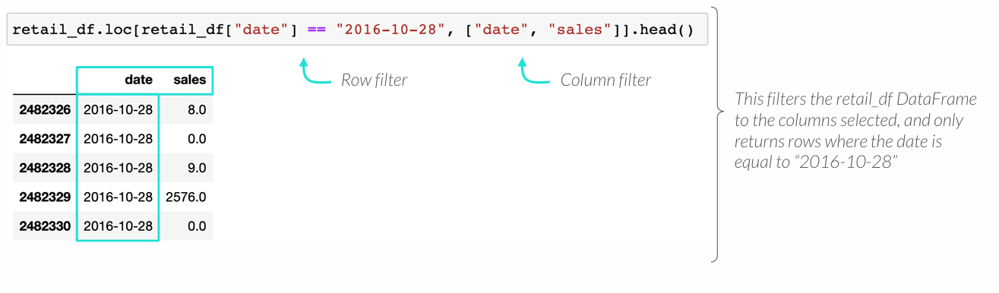 retail_df.loc[retail_df["date"] == "2016-10-28", ["date", "sales"]].head()
Row filter
Column filter
date sales
2482326 2016-10-28 8.0
2482327 2016-10-28 0.0
2482328 2016-10-28 9.0
2482329 2016-10-28 2576.0
2482330 2016-10-28 0.0
This filters the retail_df DataFrame
to the columns selected, and only
returns rows where the date is
equal to “2016-10-28”